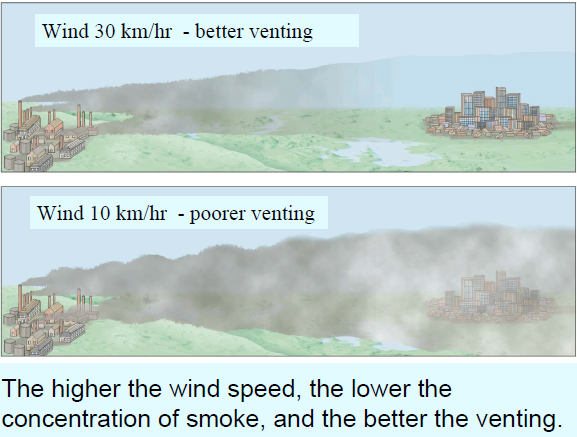 Wind 30 km/hr - better venting
Wind 10 km/hr - poorer venting
The higher the wind speed, the lower the
concentration of smoke, and the better the venting.